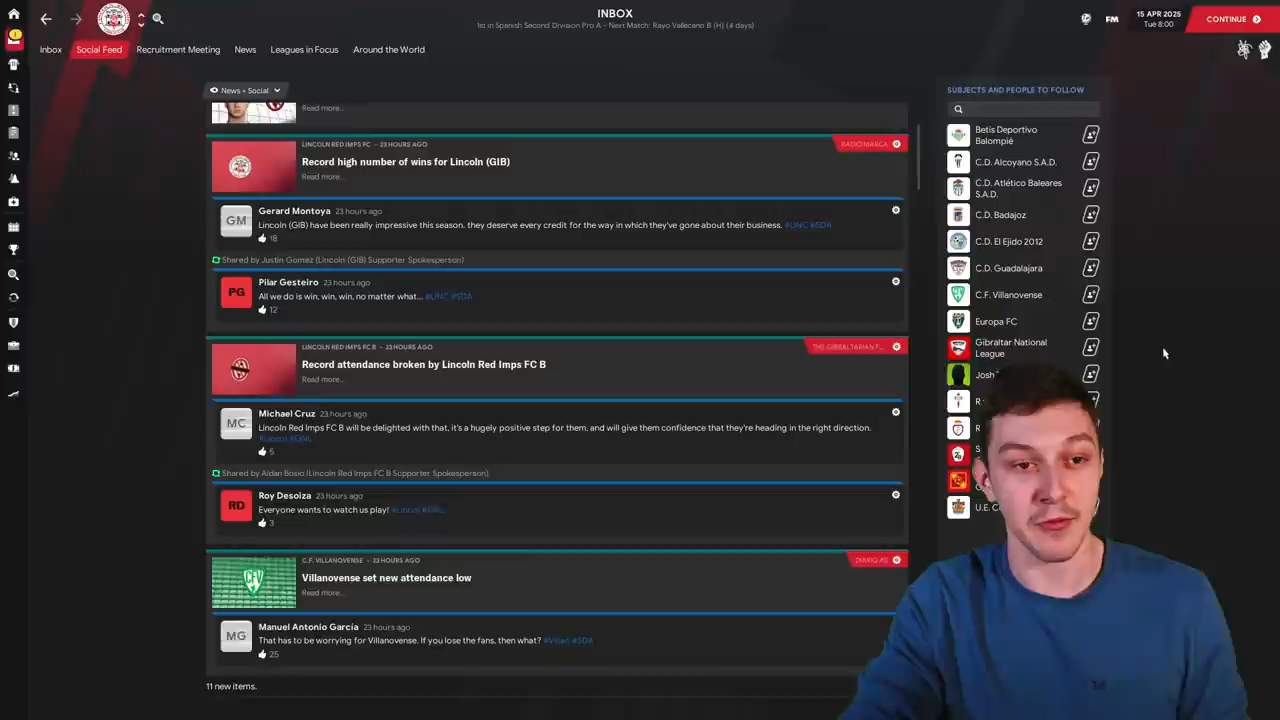 INBOX
1st in Spanish Second Division Pro A - Next Match: Rayo Vallecano B (H) (4 days)
FM
15 APR 2025
Tue 8:00
CONTINUE
Inbox
Social Feed
Recruitment Meeting
News
Leagues in Focus
Around the World
News + Social
SUBJECTS AND PEOPLE TO FOLLOW
Read more..
LINCOLN RED IMPS FC - 23 HOURS AGO
RADIO MARCA
Record high number of wins for Lincoln (GIB)
Read more...
Gerard Montoya 23 hours ago
GM
Lincoln (GIB) have been really impressive this season. they deserve every credit for the way in which they've gone about their business. #LINC #SDA
18
Shared by Justin Gomez (Lincoln (GIB) Supporter Spokesperson)
Pilar Gesteiro 23 hours ago
PG
All we do is win, win, win, no matter what... #LINC #SDA
12
LINCOLN RED IMPS FC B - 23 HOURS AGO
THE GIBRALTARIAN F...
Record attendance broken by Lincoln Red Imps FC B
Read more...
Michael Cruz 23 hours ago
MC
Lincoln Red Imps FC B will be delighted with that, it's a hugely positive step for them, and will give them confidence that they're heading in the right direction.
5
Shared by Aidan Bosio (Lincoln Red Imps FC B Supporter Spokesperson)
Roy Desoiza 23 hours ago
RD
Everyone wants to watch us play!
3
C.F. VILLANOVENSE - 23 HOURS AGO
DIARIO AS
Villanovense set new attendance low
Read more...
Manuel Antonio García 23 hours ago
MG
That has to be worrying for Villanovense. If you lose the fans, then what? #Villan #SDA
25
11 new items.
Betis Deportivo
Balompié
C.D. Alcoyano S.A.D.
C.D. Atlético Baleares
S.A.D.
C.D. Badajoz
C.D. El Ejido 2012
C.D. Guadalajara
C.F. Villanovense
Europa FC
Gibraltar National
League
Josh
R
R
S
U.E. C